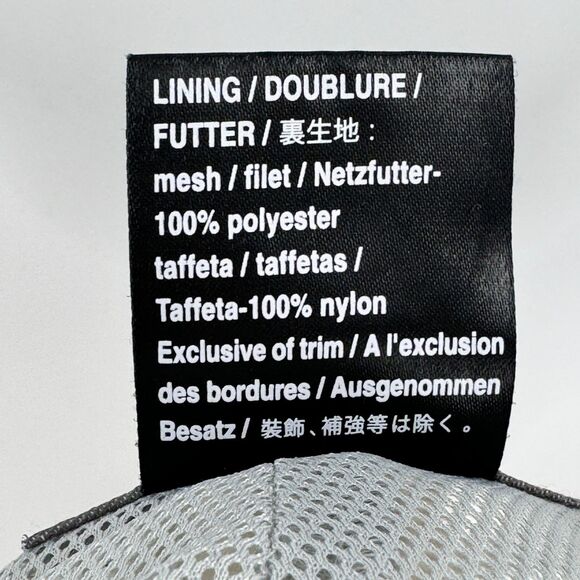 LINING / DOUBLURE /
FUTTER / 裏生地 :
mesh / filet / Netzfutter-
100% polyester
taffeta / taffetas /
Taffeta-100% nylon
Exclusive of trim / A l'exclusion
des bordures / Ausgenommen
Besatz / 裝飾、補強等は除く。